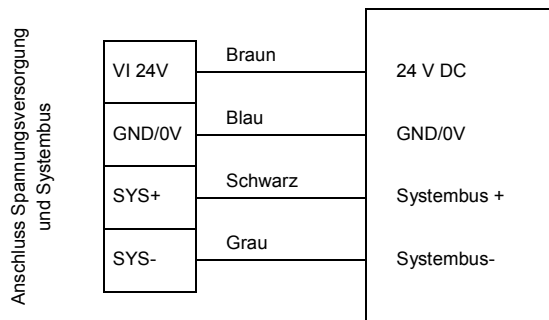 Anschluss Spannungsversorgung
und Systembus
VI 24V
Braun
24 V DC
GND/0V
Blau
GND/0V
SYS+
Schwarz
Systembus +
SYS-
Grau
Systembus-